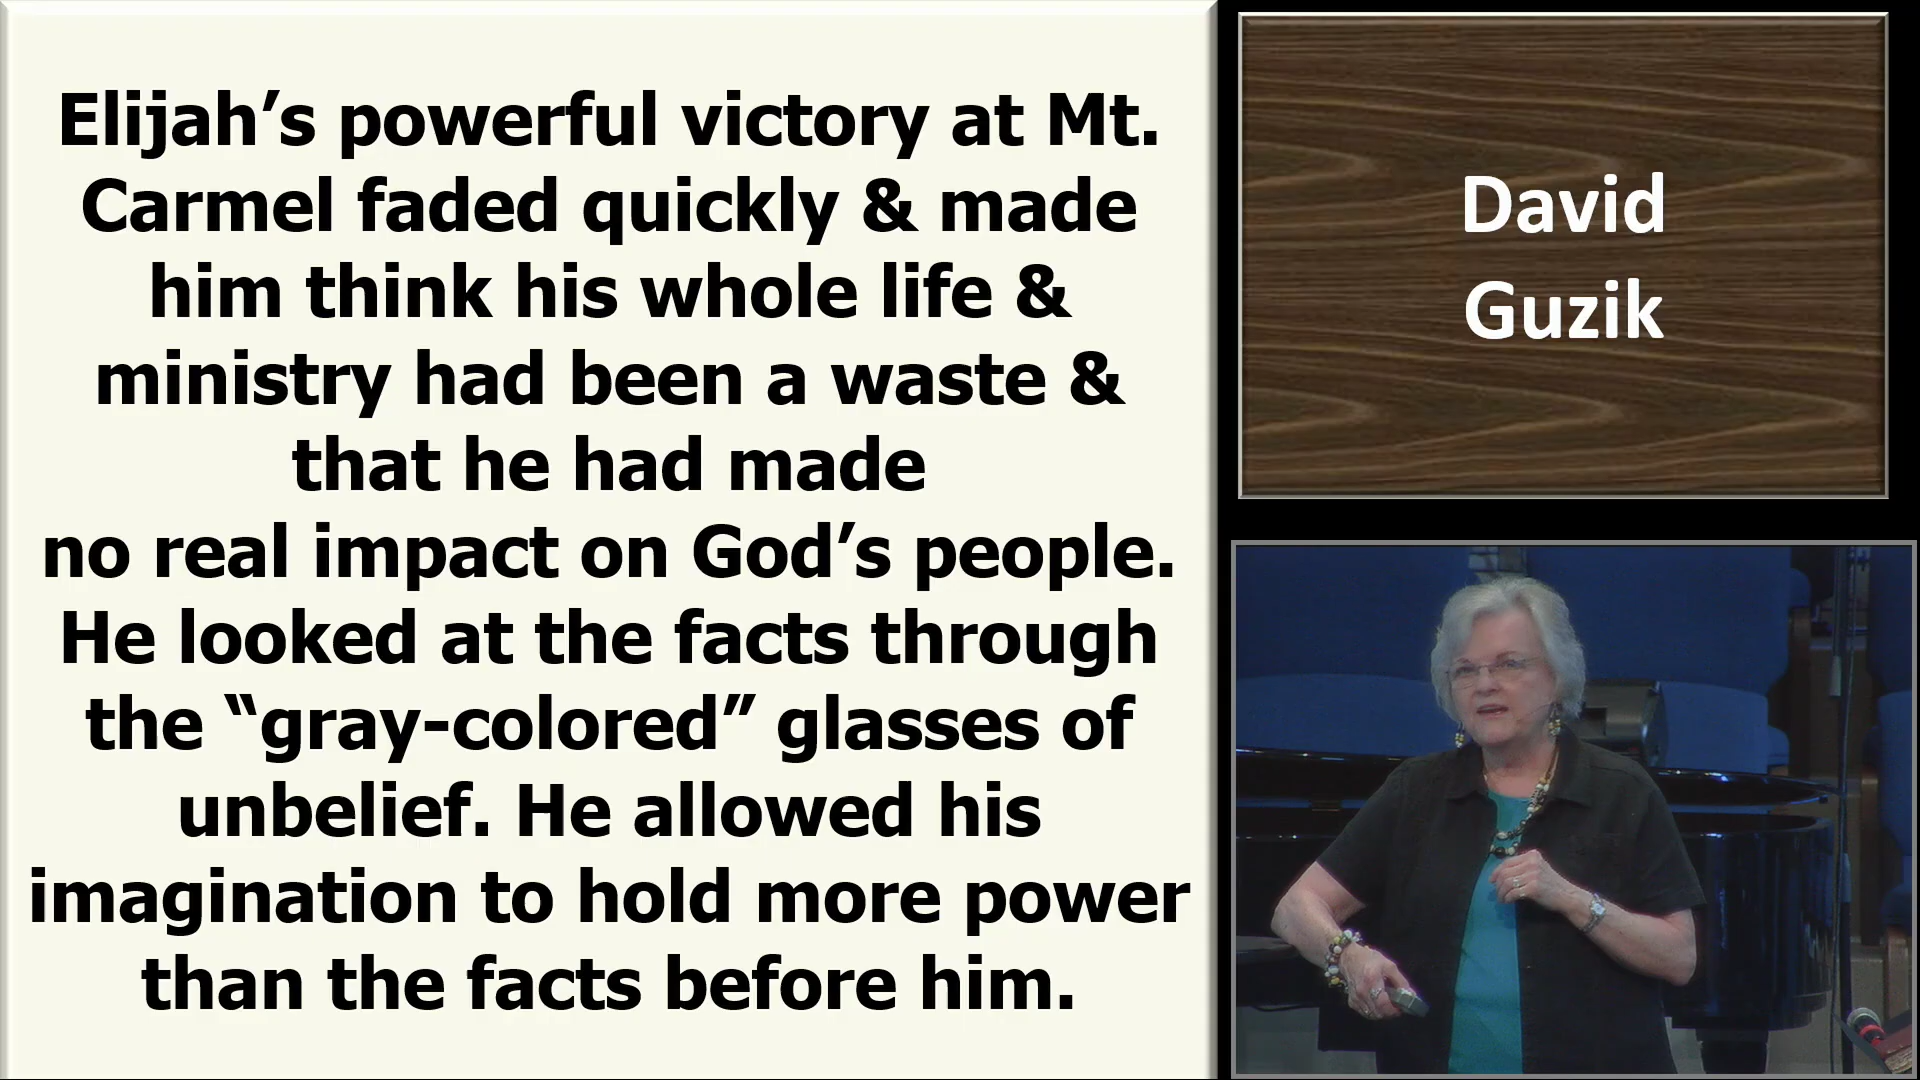 Elijah’s powerful victory at Mt.
Carmel faded quickly & made
him think his whole life &
ministry had been a waste &
that he had made
no real impact on God’s people.
He looked at the facts through
the “gray-colored” glasses of
unbelief. He allowed his
imagination to hold more power
than the facts before him.
David
Guzik